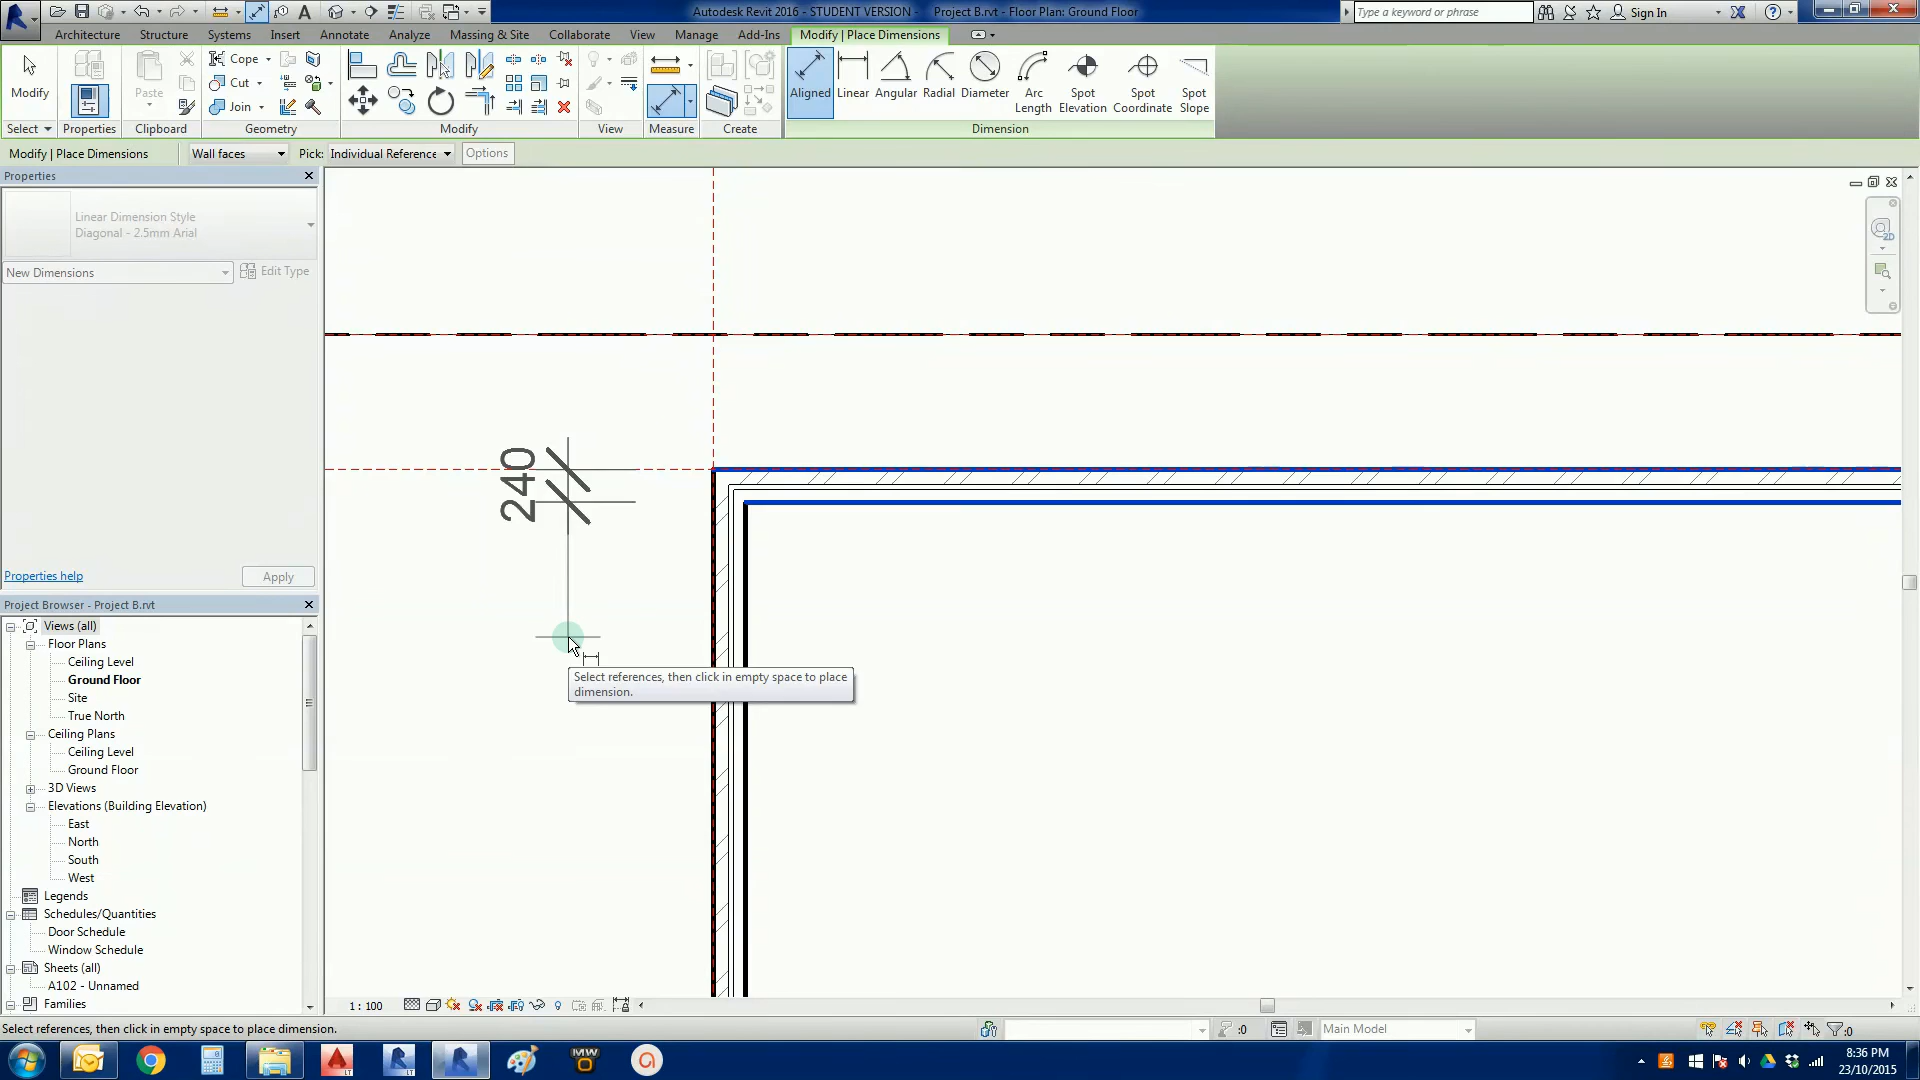 Autodesk Revit 2016 - STUDENT VERSION - Project B.rvt - Floor Plan: Ground Floor
Type a keyword or phrase
Sign In
Architecture Structure Systems Insert Annotate Analyze Massing & Site Collaborate View Manage Add-Ins Modify | Place Dimensions
Modify
Paste
Cope
Cut
Join
Aligned Linear Angular Radial Diameter Arc Length Spot Elevation Spot Coordinate Spot Slope
Select Properties Clipboard Geometry Modify View Measure Create Dimension
Modify | Place Dimensions Wall faces Pick: Individual Reference Options
Properties
Linear Dimension Style
Diagonal - 2.5mm Arial
New Dimensions Edit Type
Properties help Apply
Project Browser - Project B.rvt
Views (all)
Floor Plans
Ceiling Level
Ground Floor
Site
True North
Ceiling Plans
Ceiling Level
Ground Floor
3D Views
Elevations (Building Elevation)
East
North
South
West
Legends
Schedules/Quantities
Door Schedule
Window Schedule
Sheets (all)
A102 - Unnamed
Families
2D
240
Select references, then click in empty space to place
dimension.
1 : 100
Select references, then click in empty space to place dimension.
:0
Main Model
:0
LT
LT
MW
8:36 PM
23/10/2015